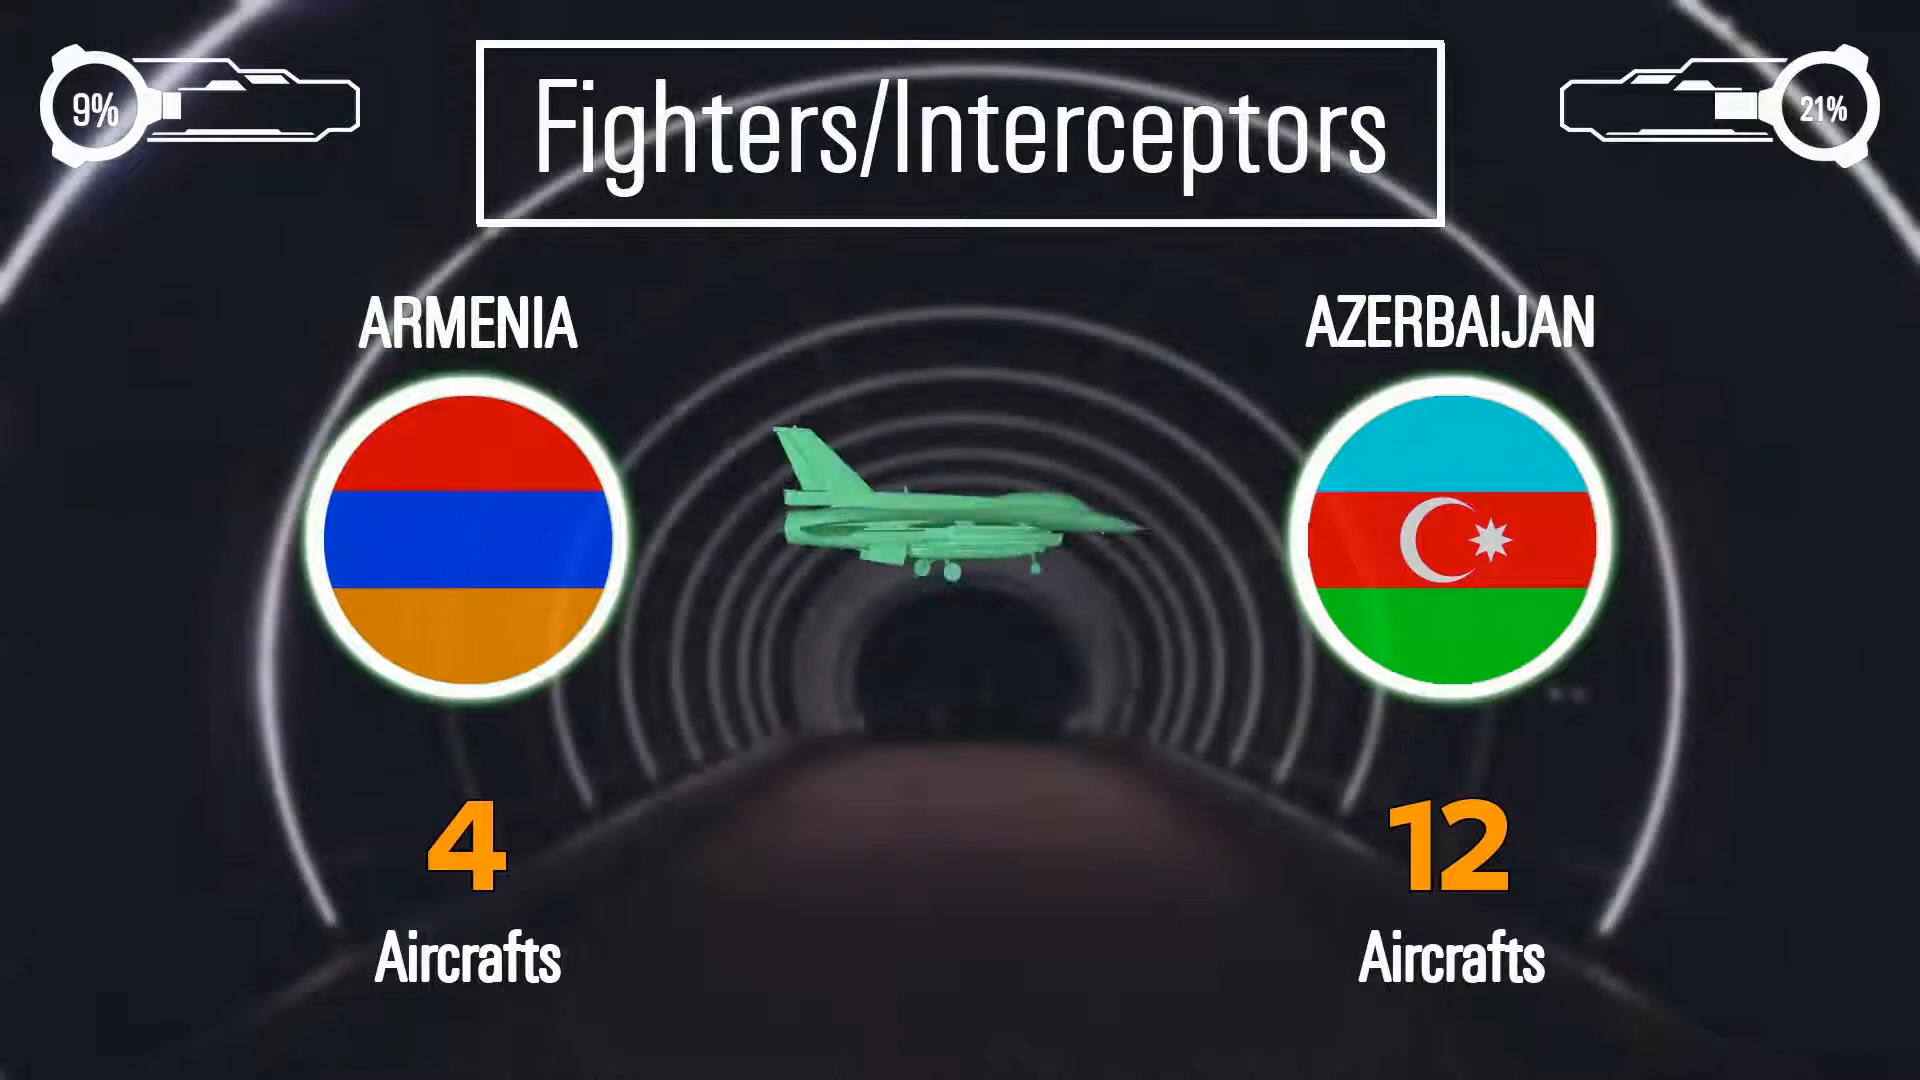 9%
Fighters/Interceptors
21%
ARMENIA
AZERBAIJAN
4
12
Aircrafts
Aircrafts